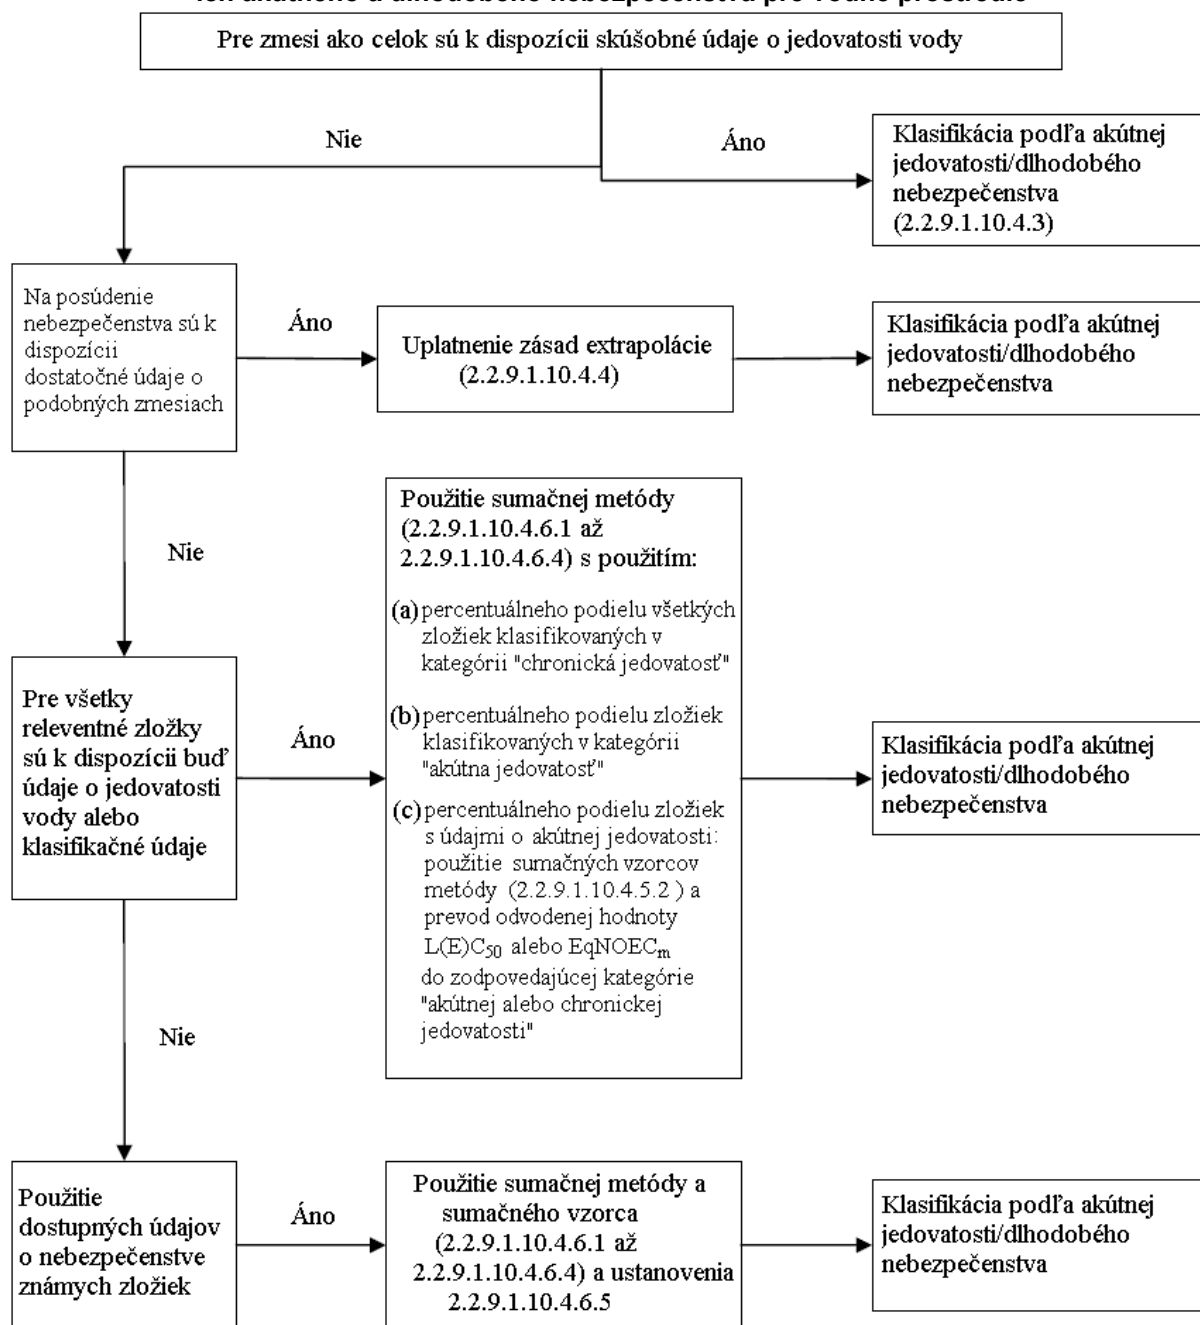 ich akútneho a dlhodobého nebezpečenstva pre vodné prostredie
Pre zmesi ako celok sú k dispozícii skúšobné údaje o jedovatosti vody
Nie
Áno
Klasifikácia podľa akútnej
jedovatosti/dlhodobého
nebezpečenstva
(2.2.9.1.10.4.3)
Na posúdenie
nebezpečenstva sú k
dispozícii
dostatočné údaje o
podobných zmesiach
Áno
Uplatnenie zásad extrapolácie
(2.2.9.1.10.4.4)
Klasifikácia podľa akútnej
jedovatosti/dlhodobého
nebezpečenstva
Nie
Pre všetky
releventné zložky
sú k dispozícii buď
údaje o jedovatosti
vody alebo
klasifikačné údaje
Áno
Použitie sumačnej metódy
(2.2.9.1.10.4.6.1 až
2.2.9.1.10.4.6.4) s použitím:
(a) percentuálneho podielu všetkých
zložiek klasifikovaných v
kategórii "chronická jedovatosť"
(b) percentuálneho podielu zložiek
klasifikovaných v kategórii
"akútna jedovatosť"
(c) percentuálneho podielu zložiek
s údajmi o akútnej jedovatosti:
použitie sumačných vzorcov
metódy (2.2.9.1.10.4.5.2 ) a
prevod odvodenej hodnoty
L(E)C50 alebo EqNOECm
do zodpovedajúcej kategórie
"akútnej alebo chronickej
jedovatosti"
Klasifikácia podľa akútnej
jedovatosti/dlhodobého
nebezpečenstva
Nie
Použitie
dostupných údajov
o nebezpečenstve
známych zložiek
Áno
Použitie sumačnej metódy a
sumačného vzorca
(2.2.9.1.10.4.6.1 až
2.2.9.1.10.4.6.4) a ustanovenia
2.2.9.1.10.4.6.5
Klasifikácia podľa akútnej
jedovatosti/dlhodobého
nebezpečenstva